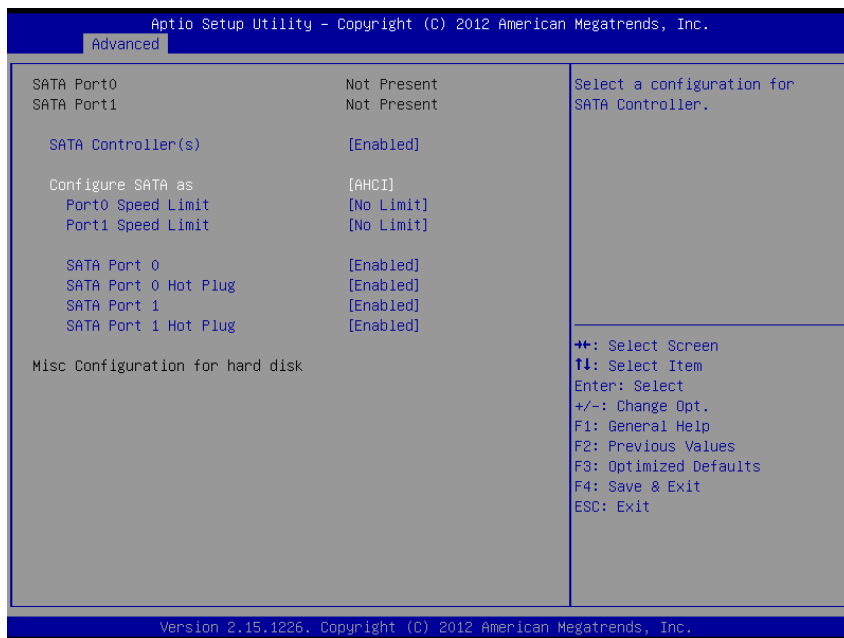 Aptio Setup Utility – Copyright (C) 2012 American Megatrends, Inc.
Advanced
SATA Port0 Not Present
SATA Port1 Not Present
SATA Controller(s) [Enabled]
Configure SATA as [AHCI]
Port0 Speed Limit [No Limit]
Port1 Speed Limit [No Limit]
SATA Port 0 [Enabled]
SATA Port 0 Hot Plug [Enabled]
SATA Port 1 [Enabled]
SATA Port 1 Hot Plug [Enabled]
Misc Configuration for hard disk
Select a configuration for
SATA Controller.
→←: Select Screen
↑↓: Select Item
Enter: Select
+/-: Change Opt.
F1: General Help
F2: Previous Values
F3: Optimized Defaults
F4: Save & Exit
ESC: Exit
Version 2.15.1226. Copyright (C) 2012 American Megatrends, Inc.